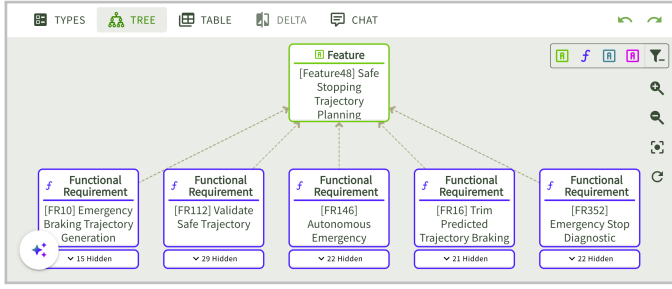 TYPES TREE TABLE DELTA CHAT
Feature
[Feature48] Safe
Stopping
Trajectory
Planning
Functional
Requirement
[FR10] Emergency
Braking Trajectory
Generation
15 Hidden
Functional
Requirement
[FR112] Validate
Safe Trajectory
29 Hidden
Functional
Requirement
[FR146]
Autonomous
Emergency
22 Hidden
Functional
Requirement
[FR16] Trim
Predicted
Trajectory Braking
21 Hidden
Functional
Requirement
[FR352]
Emergency Stop
Diagnostic
22 Hidden